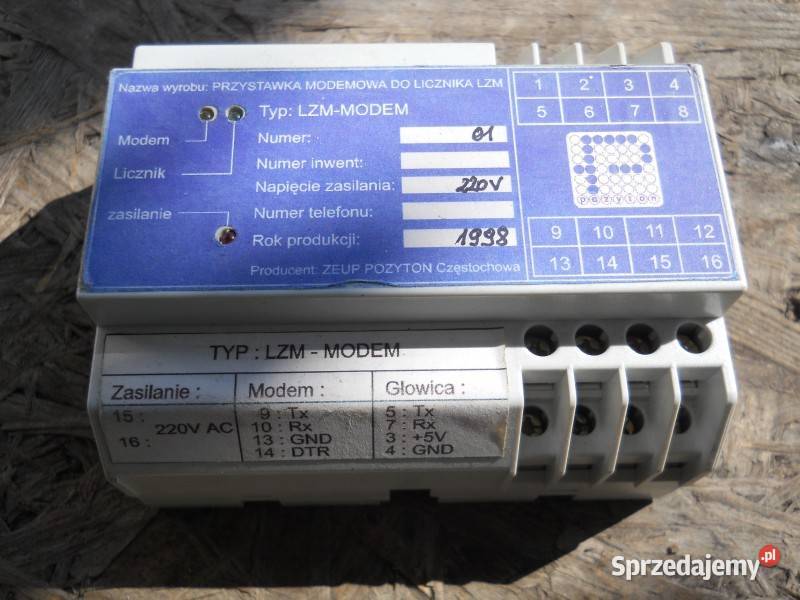 Nazwa wyrobu: PRZYSTAWKA MODEMOWA DO LICZNIKA LZM
Typ: LZM-MODEM
Modem
Licznik
zasilanie
Numer: 01
Numer inwent:
Napięcie zasilania: 220V
Numer telefonu:
Rok produkcji: 1998
Producent: ZEUP POZYTON Częstochowa
1 2 3 4
5 6 7 8
pozyton
9 10 11 12
13 14 15 16
TYP : LZM - MODEM
Zasilanie : Modem : Głowica :
15 :
16 :
220V AC
9 : Tx
10 : Rx
13 : GND
14 : DTR
5 : Tx
7 : Rx
3 : +5V
4 : GND
Sprzedajemy.pl